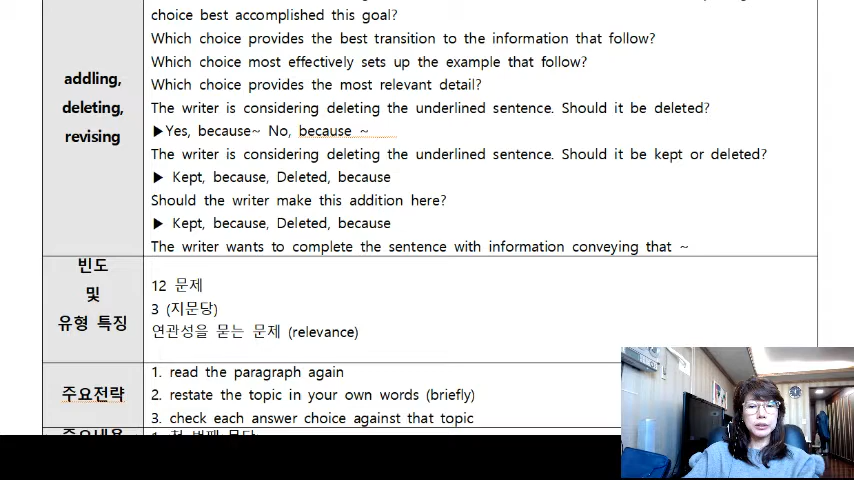 choice best accomplished this goal?
Which choice provides the best transition to the information that follow?
Which choice most effectively sets up the example that follow?
Which choice provides the most relevant detail?
addling,
deleting,
revising
The writer is considering deleting the underlined sentence. Should it be deleted?
▶Yes, because~ No, because ~
The writer is considering deleting the underlined sentence. Should it be kept or deleted?
▶ Kept, because, Deleted, because
Should the writer make this addition here?
▶ Kept, because, Deleted, because
The writer wants to complete the sentence with information conveying that ~
빈도
및
유형 특징
12 문제
3 (지문당)
연관성을 묻는 문제 (relevance)
주요전략
1. read the paragraph again
2. restate the topic in your own words (briefly)
3. check each answer choice against that topic